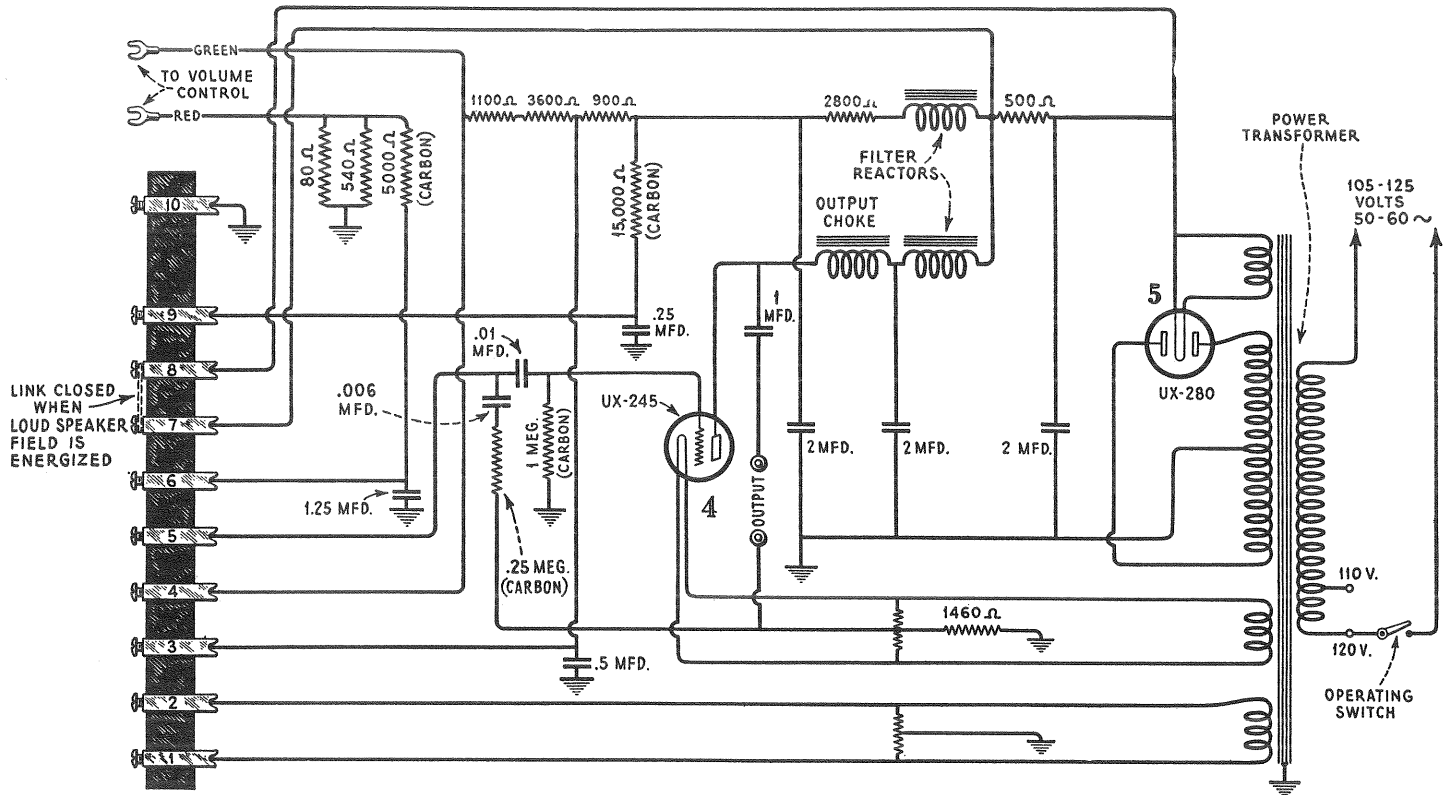 GREEN
TO VOLUME
CONTROL
RED
1100Ω
3600Ω
900Ω
2800Ω
500Ω
FILTER
REACTORS
POWER
TRANSFORMER
80Ω
540Ω
5000Ω
(CARBON)
15,000Ω
(CARBON)
OUTPUT
CHOKE
105-125
VOLTS
50-60~
10
9
8
7
6
5
4
3
2
1
LINK CLOSED
WHEN
LOUD SPEAKER
FIELD IS
ENERGIZED
.25
MFD.
.01
MFD.
.006
MFD.
1 MEG.
(CARBON)
UX-245
4
1
MFD.
OUTPUT
2 MFD.
2 MFD.
2 MFD.
5
UX-280
1.25 MFD.
.25 MEG.
(CARBON)
1460Ω
.5 MFD.
110 V.
120 V.
OPERATING
SWITCH